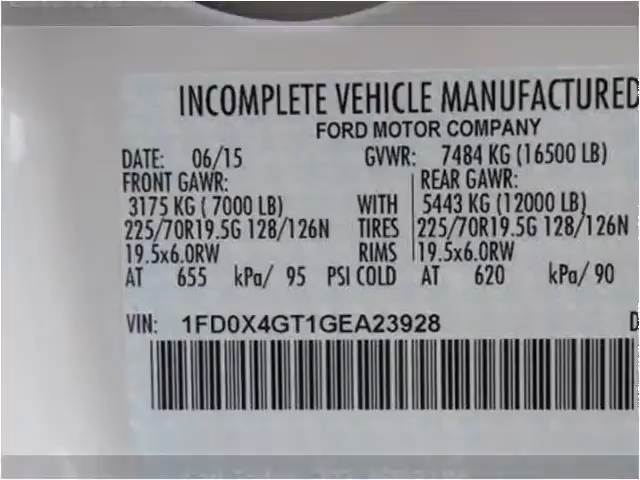 INCOMPLETE VEHICLE MANUFACTURED
FORD MOTOR COMPANY
DATE: 06/15 GVWR: 7484 KG (16500 LB)
FRONT GAWR: REAR GAWR:
3175 KG ( 7000 LB) WITH 5443 KG (12000 LB)
225/70R19.5G 128/126N TIRES 225/70R19.5G 128/126N
19.5x6.0RW RIMS 19.5x6.0RW
AT 655 kPa/ 95 PSI COLD AT 620 kPa/ 90
VIN: 1FD0X4GT1GEA23928